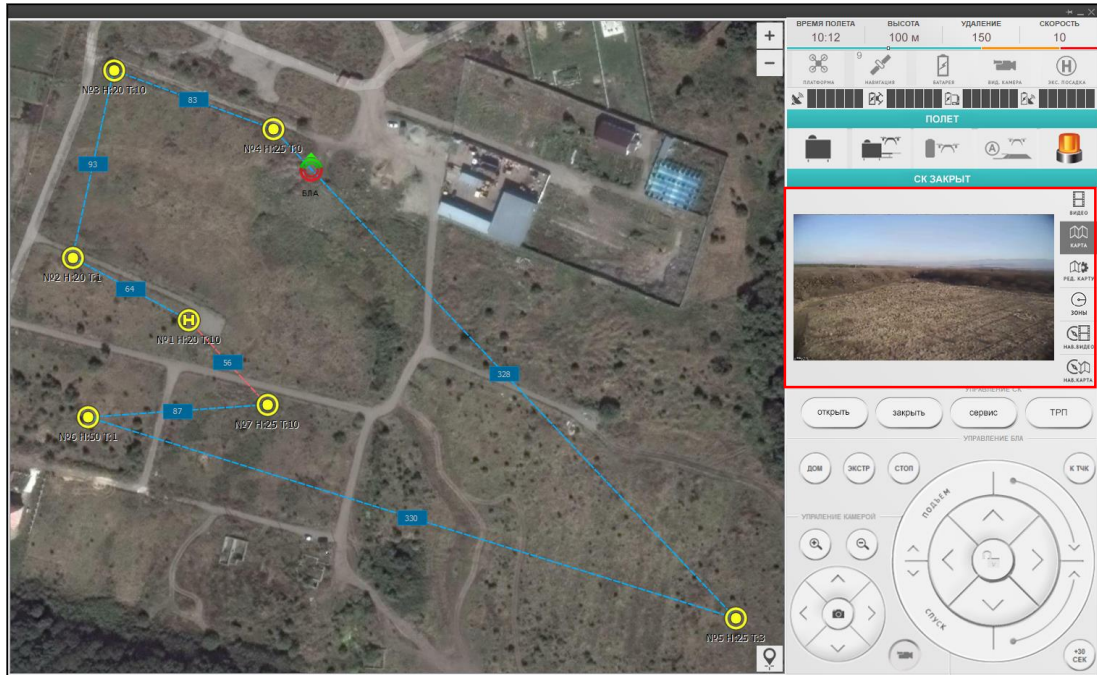 ВРЕМЯ ПОЛЕТА ВЫСОТА УДАЛЕНИЕ СКОРОСТЬ
10:12 100 м 150 10
9
ПЛАТФОРМА НАВИГАЦИЯ БАТАРЕЯ ВИД. КАМЕРА ЭКС. ПОСАДКА
H
ПОЛЕТ
A
СК ЗАКРЫТ
ВИДЕО
КАРТА
РЕД. КАРТУ
ЗОНЫ
НАВ.ВИДЕО
НАВ.КАРТА
УПРАВЛЕНИЕ СК
открыть закрыть сервис ТРП
УПРАВЛЕНИЕ БЛА
ДОМ ЭКСТР СТОП К ТЧК
ПОДЪЕМ
УПРАВЛЕНИЕ КАМЕРОЙ
СПУСК
+30
СЕК
+
−
№3 H:20 T:10
83
№4 H:25 T:0
БЛА
93
№2 H:20 T:1
64
H
№1 H:20 T:10
56
328
87
№6 H:50 T:1
№7 H:25 T:10
330
№5 H:25 T:3